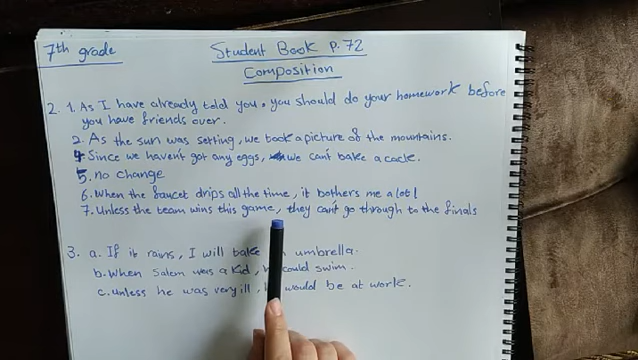 7th grade
Student Book p.72
Composition
2. 1. As I have already told you, you should do your homework before
you have friends over.
2. As the sun was setting, we took a picture of the mountains.
4. Since we haven't got any eggs, we can't bake a cack.
5. no change
6. When the faucet drips all the time, it bothers me a lot!
7. Unless the team wins this game, they can't go through to the finals
3. a. If it rains, I will umbrella.
b. When Salem was a kid, could swim.
c. unless he was very ill, would be at work.